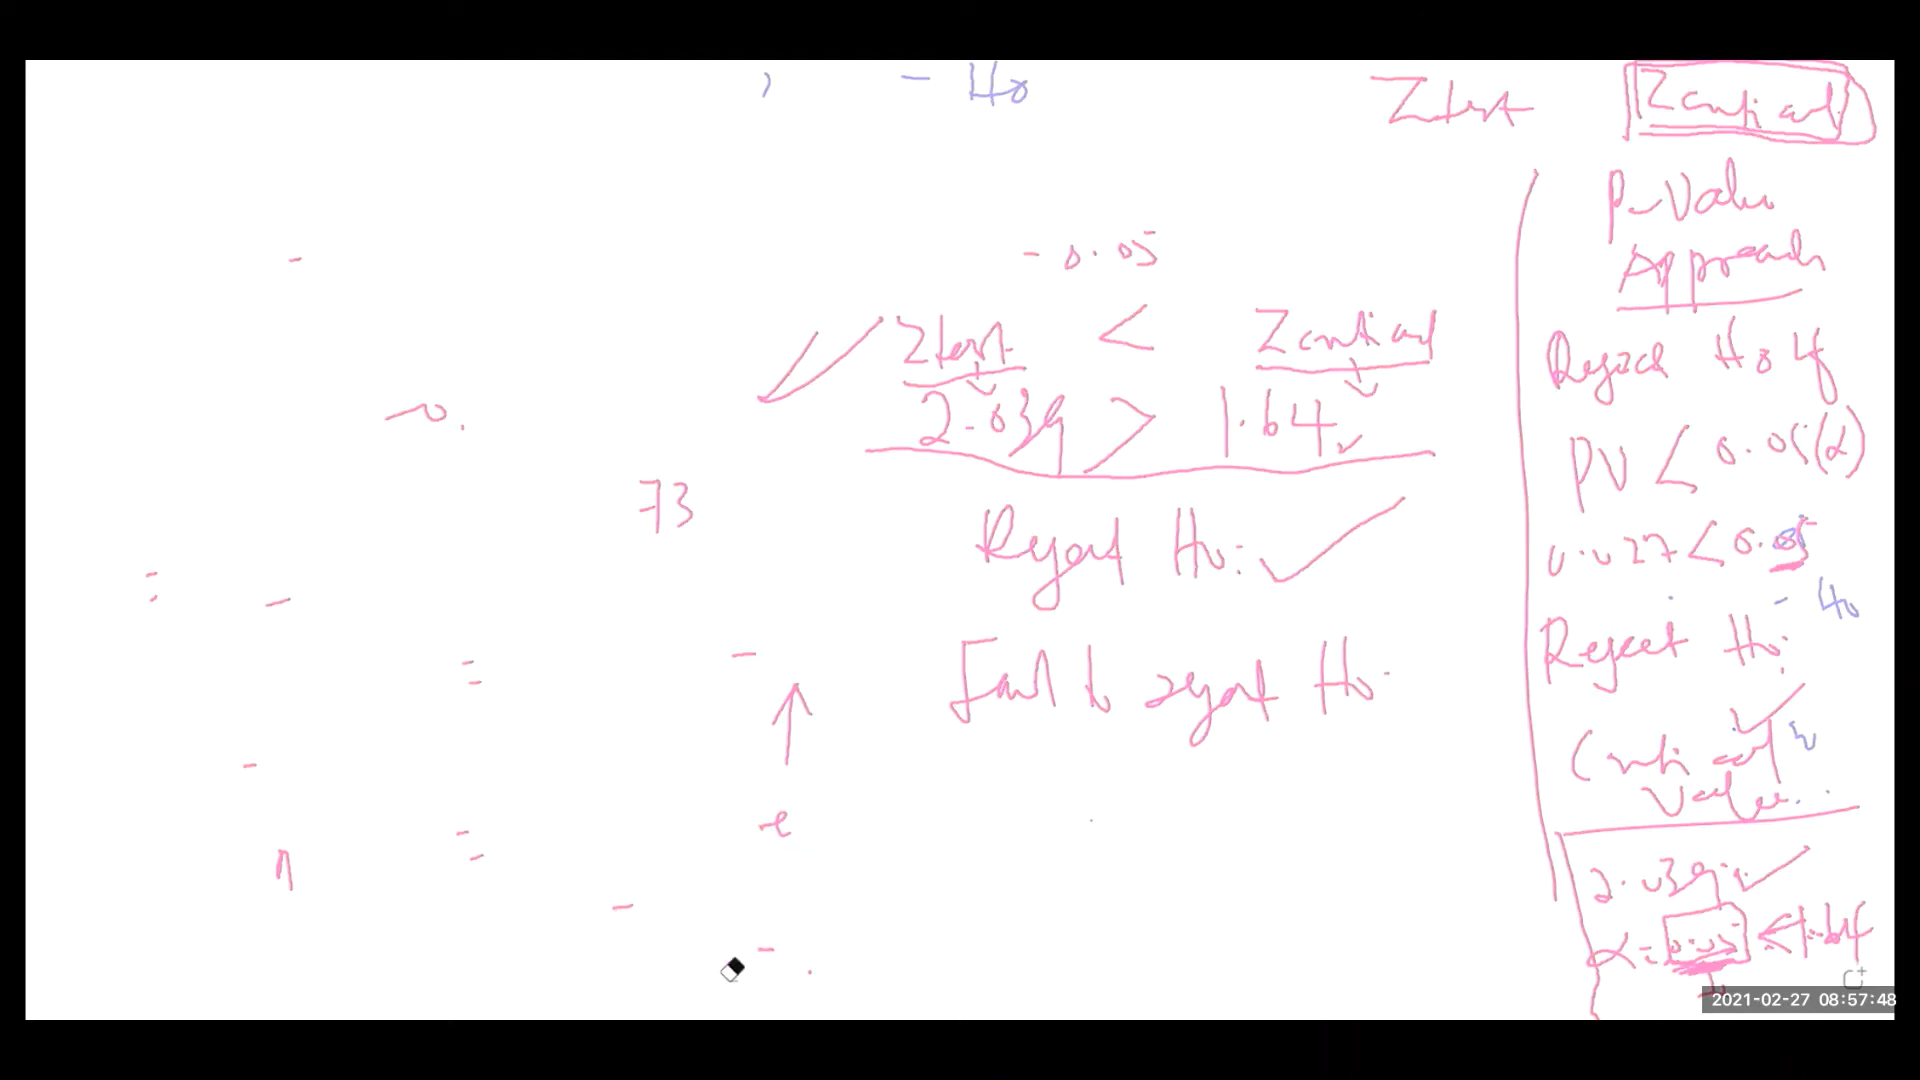 - Ho
Ztest Zcritical
- 0.05
Ztest < Zcritical
2.039 > 1.64
73
Reject Ho:
Fail to reject Ho.
P-Value
Approach
Reject Ho if
PV < 0.05(α)
0.027 < 0.05
- Ho
Reject Ho:
Critical
Value..
2.039
α = 0.05 < 1.64
2021-02-27 08:57:48